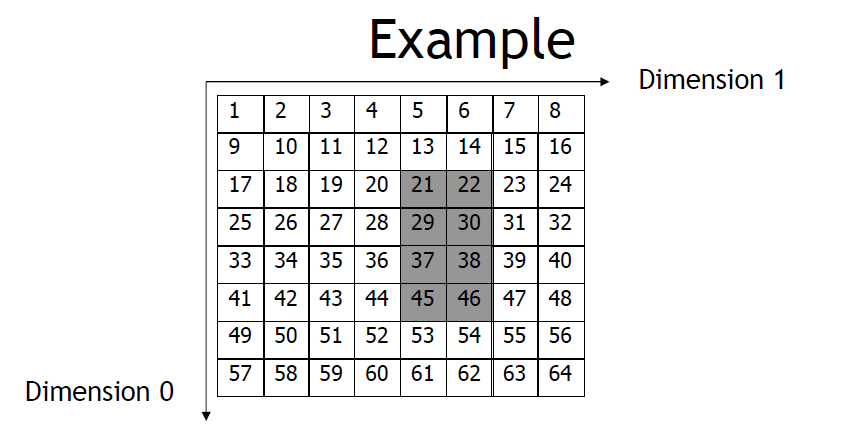 Example
Dimension 1
1 2 3 4 5 6 7 8
9 10 11 12 13 14 15 16
17 18 19 20 21 22 23 24
25 26 27 28 29 30 31 32
33 34 35 36 37 38 39 40
41 42 43 44 45 46 47 48
49 50 51 52 53 54 55 56
57 58 59 60 61 62 63 64
Dimension 0